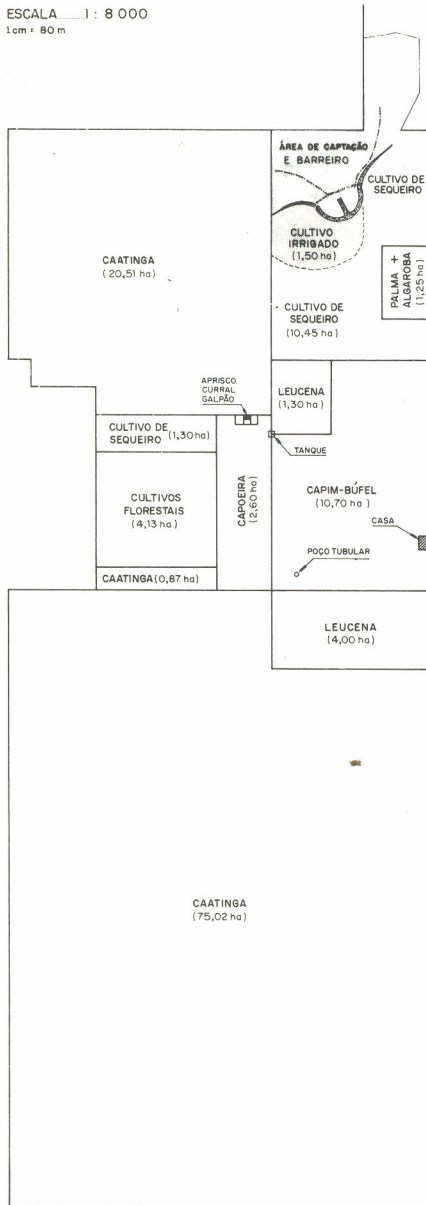 ESCALA........1 : 8 000
1cm = 80 m
ÁREA DE CAPTAÇÃO
E BARREIRO
CULTIVO DE
SEQUEIRO
CULTIVO
IRRIGADO
(1,50 ha)
CAATINGA
(20,51 ha)
PALMA +
ALGAROBA
(1,25 ha)
CULTIVO DE
SEQUEIRO
(10,45 ha)
APRISCO
CURRAL
GALPÃO
LEUCENA
(1,30 ha)
CULTIVO DE
SEQUEIRO (1,30 ha)
TANQUE
CAPOEIRA
(2,60 ha)
CULTIVOS
FLORESTAIS
(4,13 ha)
CAPIM-BÚFEL
(10,70 ha)
CASA
POÇO TUBULAR
CAATINGA (0,87 ha)
LEUCENA
(4,00 ha)
CAATINGA
(75,02 ha)